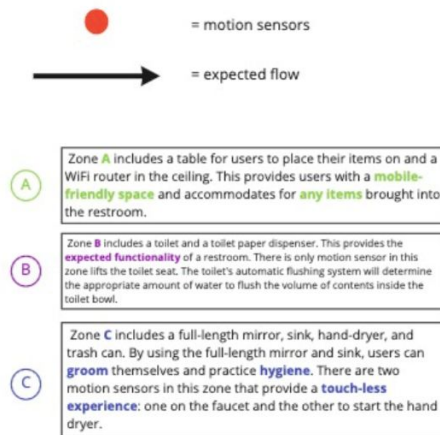 = motion sensors
= expected flow
A
Zone A includes a table for users to place their items on and a
WiFi router in the ceiling. This provides users with a mobile-
friendly space and accommodates for any items brought into
the restroom.
B
Zone B includes a toilet and a toilet paper dispenser. This provides the
expected functionality of a restroom. There is only motion sensor in this
zone lifts the toilet seat. The toilet's automatic flushing system will determine
the appropriate amount of water to flush the volume of contents inside the
toilet bowl.
C
Zone C includes a full-length mirror, sink, hand-dryer, and
trash can. By using the full-length mirror and sink, users can
groom themselves and practice hygiene. There are two
motion sensors in this zone that provide a touch-less
experience: one on the faucet and the other to start the hand
dryer.